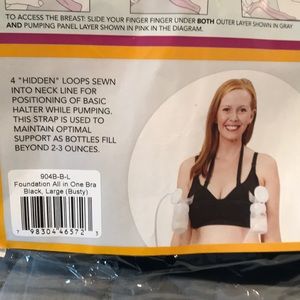 TO ACCESS THE BREAST: SLIDE YOUR FINGER FINGER UNDER BOTH OUTER LAYER (SHOWN IN GRAY
AND PUMPING PANEL LAYER SHOWN IN PINK IN THE DIAGRAM.
4 "HIDDEN" LOOPS SEWN
INTO NECK LINE FOR
POSITIONING OF BASIC
HALTER WHILE PUMPING.
THIS STRAP IS USED TO
MAINTAIN OPTIMAL
SUPPORT AS BOTTLES FILL
BEYOND 2-3 OUNCES.
904B-B-L
Foundation All in One Bra
Black, Large (Busty)
7 98304 46572 3